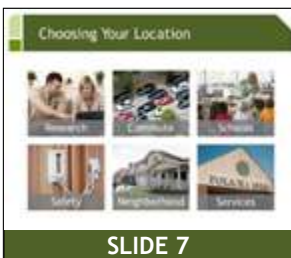 Choosing Your Location
Research
Commute
Schools
Safety
Neighborhood
Services
SLIDE 7